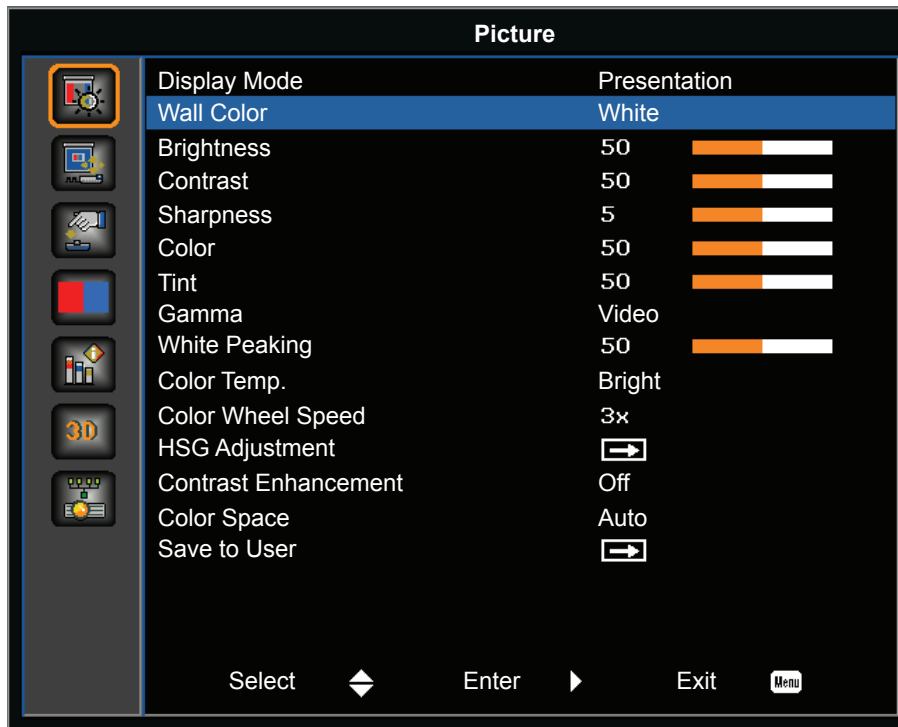 Picture
Display Mode Presentation
Wall Color White
Brightness 50
Contrast 50
Sharpness 5
Color 50
Tint 50
Gamma Video
White Peaking 50
Color Temp. Bright
Color Wheel Speed 3x
3D
HSG Adjustment
Contrast Enhancement Off
Color Space Auto
Save to User
Select Enter Exit Menu